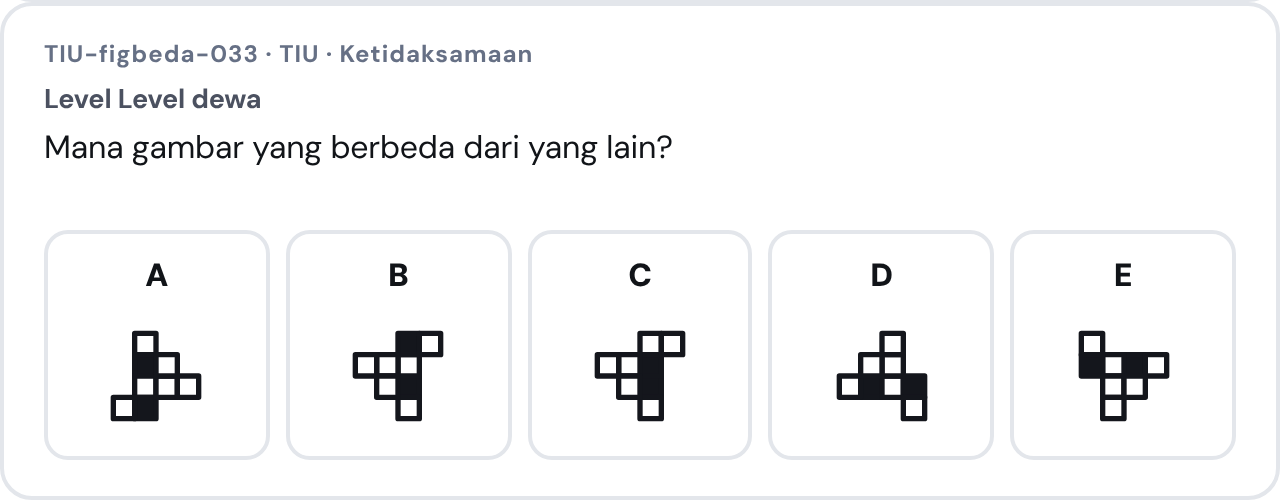 TIU-figbeda-033 · TIU · Ketidaksamaan
Level Level dewa
Mana gambar yang berbeda dari yang lain?
A B C D E